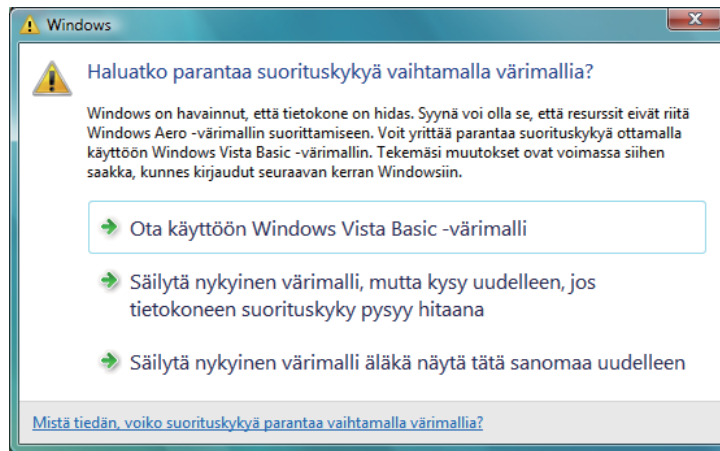 Windows
Haluatko parantaa suorituskykyä vaihtamalla värimallia?
Windows on havainnut, että tietokone on hidas. Syynä voi olla se, että resurssit eivät riitä
Windows Aero -värimallin suorittamiseen. Voit yrittää parantaa suorituskykyä ottamalla
käyttöön Windows Vista Basic -värimallin. Tekemäsi muutokset ovat voimassa siihen
saakka, kunnes kirjaudut seuraavan kerran Windowsiin.
Ota käyttöön Windows Vista Basic -värimalli
Säilytä nykyinen värimalli, mutta kysy uudelleen, jos
tietokoneen suorituskyky pysyy hitaana
Säilytä nykyinen värimalli äläkä näytä tätä sanomaa uudelleen
Mistä tiedän, voiko suorituskykyä parantaa vaihtamalla värimallia?